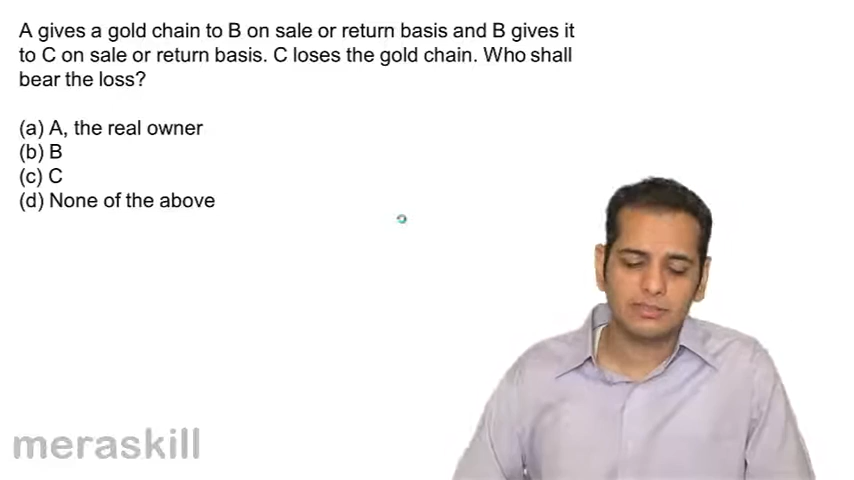 A gives a gold chain to B on sale or return basis and B gives it
to C on sale or return basis. C loses the gold chain. Who shall
bear the loss?
(a) A, the real owner
(b) B
(c) C
(d) None of the above
meraskill